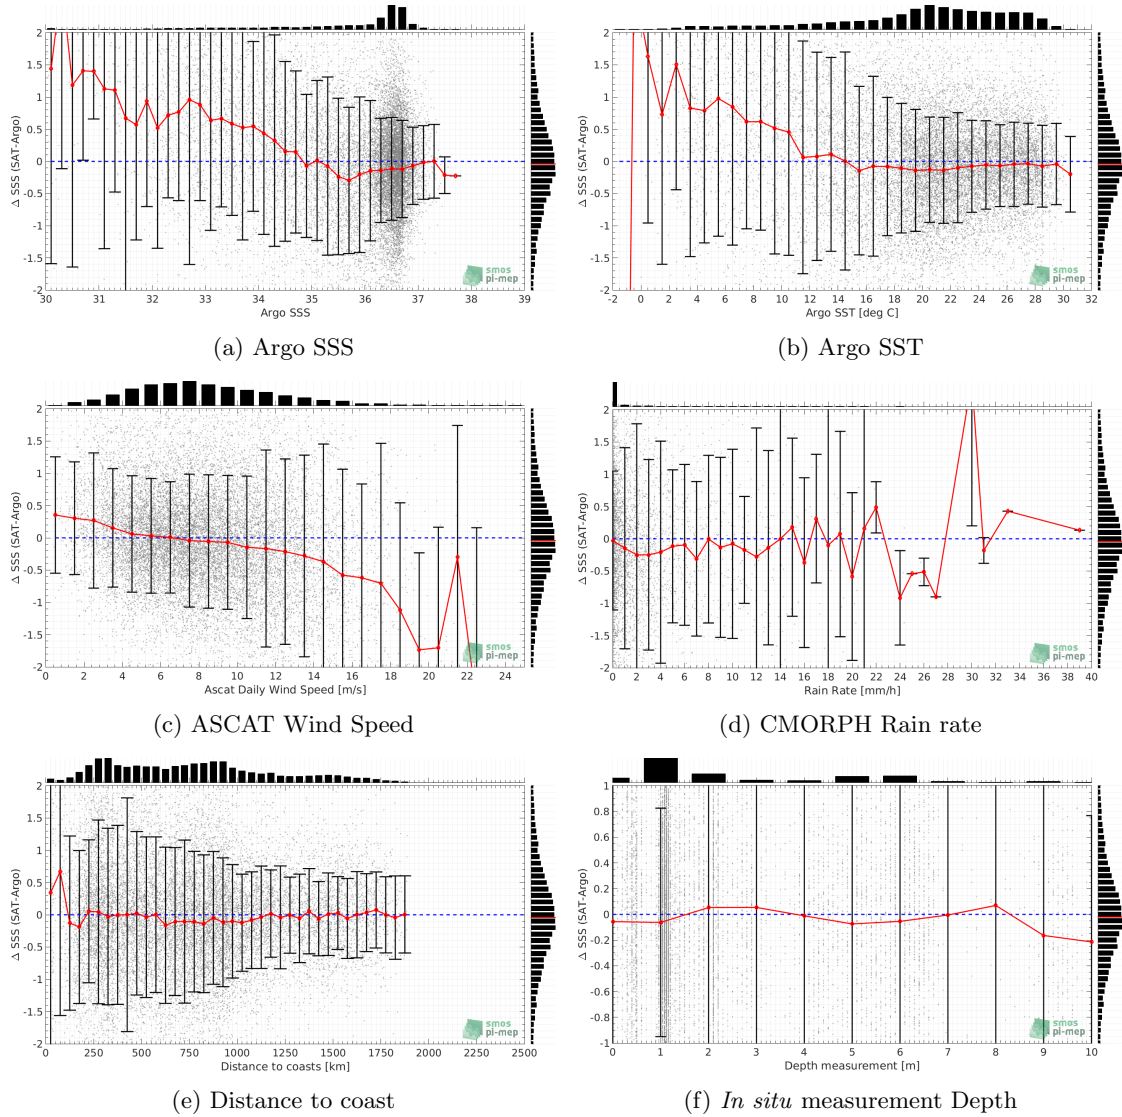 2
1.5
1
0.5
0
-0.5
-1
-1.5
-2
Δ SSS (SAT-Argo)
30 31 32 33 34 35 36 37 38 39
Argo SSS
smos
pi-mep
(a) Argo SSS
2
1.5
1
0.5
0
-0.5
-1
-1.5
-2
Δ SSS (SAT-Argo)
-2 0 2 4 6 8 10 12 14 16 18 20 22 24 26 28 30 32
Argo SST [deg C]
smos
pi-mep
(b) Argo SST
2
1.5
1
0.5
0
-0.5
-1
-1.5
-2
Δ SSS (SAT-Argo)
0 2 4 6 8 10 12 14 16 18 20 22 24
Ascat Daily Wind Speed [m/s]
smos
pi-mep
(c) ASCAT Wind Speed
2
1.5
1
0.5
0
-0.5
-1
-1.5
-2
Δ SSS (SAT-Argo)
0 2 4 6 8 10 12 14 16 18 20 22 24 26 28 30 32 34 36 38 40
Rain Rate [mm/h]
smos
pi-mep
(d) CMORPH Rain rate
2
1.5
1
0.5
0
-0.5
-1
-1.5
-2
Δ SSS (SAT-Argo)
0 250 500 750 1000 1250 1500 1750 2000 2250 2500
Distance to coasts [km]
smos
pi-mep
(e) Distance to coast
1
0.8
0.6
0.4
0.2
0
-0.2
-0.4
-0.6
-0.8
-1
Δ SSS (SAT-Argo)
0 1 2 3 4 5 6 7 8 9 10
Depth measurement [m]
smos
pi-mep
(f) In situ measurement Depth